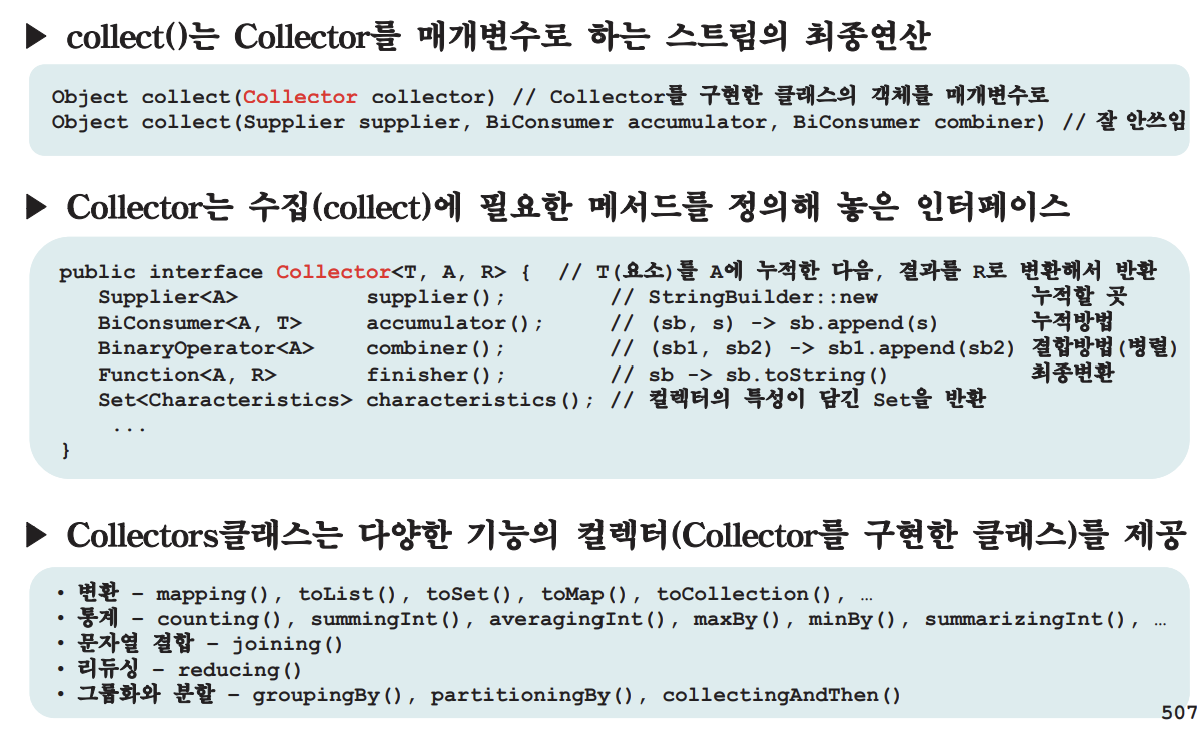 ▶ collect()는 Collector를 매개변수로 하는 스트림의 최종연산
Object collect(Collector collector) // Collector를 구현한 클래스의 객체를 매개변수로
Object collect(Supplier supplier, BiConsumer accumulator, BiConsumer combiner) // 잘 안쓰임
▶ Collector는 수집(collect)에 필요한 메서드를 정의해 놓은 인터페이스
public interface Collector<T, A, R> { // T(요소)를 A에 누적한 다음, 결과를 R로 변환해서 반환
Supplier<A> supplier(); // StringBuilder::new 누적할 곳
BiConsumer<A, T> accumulator(); // (sb, s) -> sb.append(s) 누적방법
BinaryOperator<A> combiner(); // (sb1, sb2) -> sb1.append(sb2) 결합방법(병렬)
Function<A, R> finisher(); // sb -> sb.toString() 최종변환
Set<Characteristics> characteristics(); // 컬렉터의 특성이 담긴 Set을 반환
...
}
▶ Collectors클래스는 다양한 기능의 컬렉터(Collector를 구현한 클래스)를 제공
• 변환 – mapping(), toList(), toSet(), toMap(), toCollection(), …
• 통계 – counting(), summingInt(), averagingInt(), maxBy(), minBy(), summarizingInt(), …
• 문자열 결합 – joining()
• 리듀싱 – reducing()
• 그룹화와 분할 – groupingBy(), partitioningBy(), collectingAndThen()
507